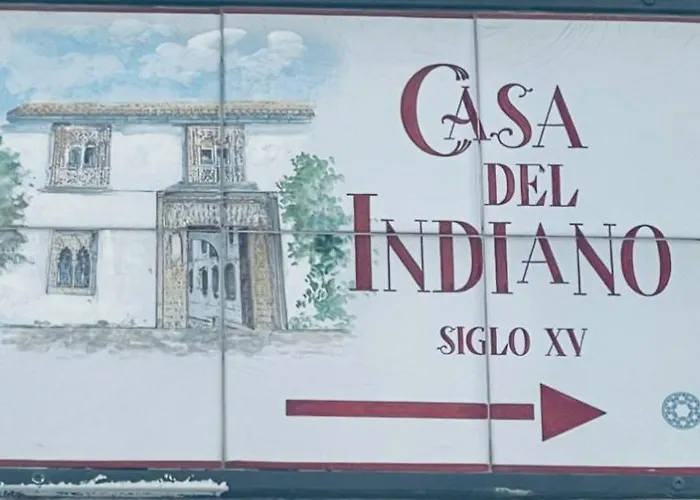 CASA
DEL
INDIANO
SIGLO XV